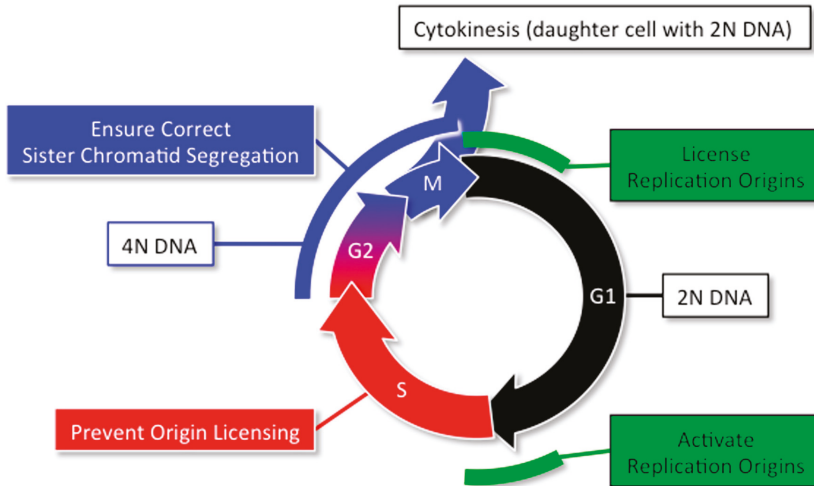 Cytokinesis (daughter cell with 2N DNA)
Ensure Correct
Sister Chromatid Segregation
License
Replication Origins
M
4N DNA
G2
G1
2N DNA
S
Prevent Origin Licensing
Activate
Replication Origins